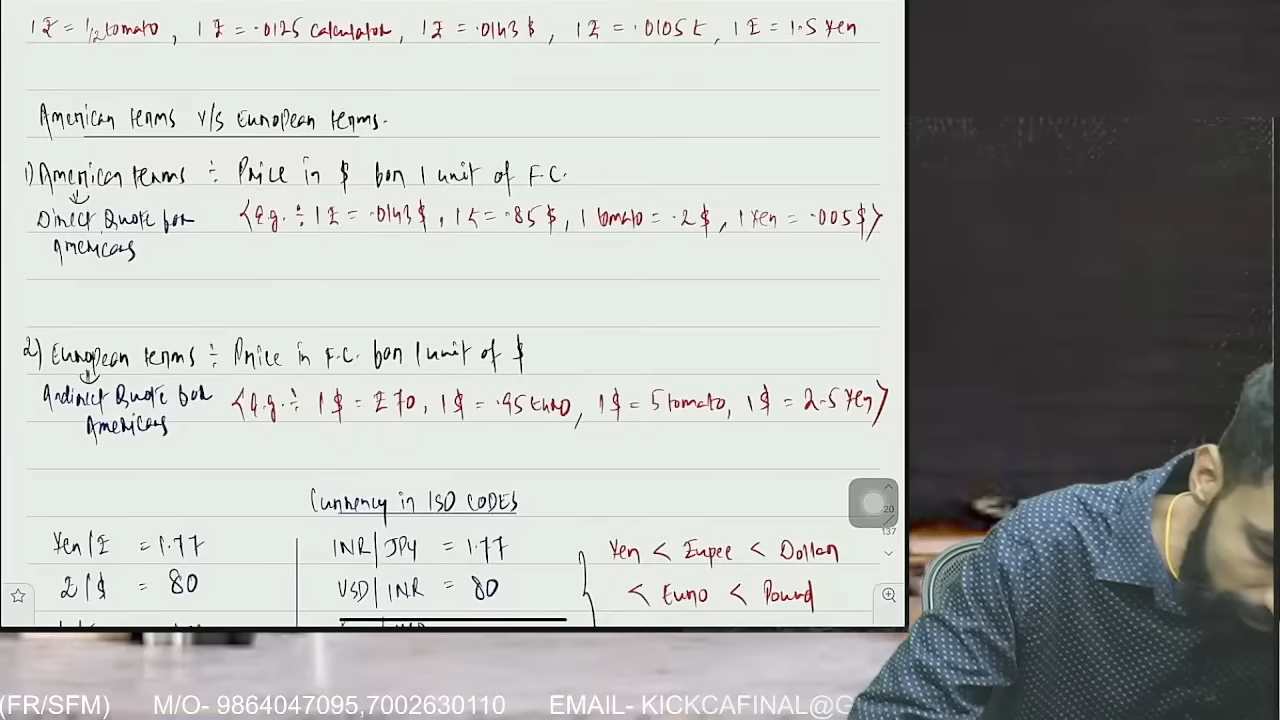 1 ₹ = 1/2 tomato, 1 ₹ = .0125 calculator, 1 ₹ = .0143 $, 1 ₹ = .0105 €, 1 ₹ = 1.5 Yen
American terms v/s European terms.
1) American terms ÷ Price in $ for 1 unit of F.C.
Direct Quote for Americans
<e.g. ÷ 1 ₹ = .0143 $, 1 € = .85 $, 1 tomato = .2 $, 1 Yen = .005 $>
2) European terms ÷ Price in F.C. for 1 unit of $
Indirect Quote for Americans
<e.g. ÷ 1 $ = ₹ 70, 1 $ = .95 Euro, 1 $ = 5 tomato, 1 $ = 2.5 Yen>
Currency in ISO CODES
Yen/₹ = 1.77
INR/JPY = 1.77
Yen < Rupee < Dollar
₹/$ = 80
USD/INR = 80
< Euro < Pound
20
137
(FR/SFM) M/O- 9864047095,7002630110 EMAIL- KICKCAFINAL@G